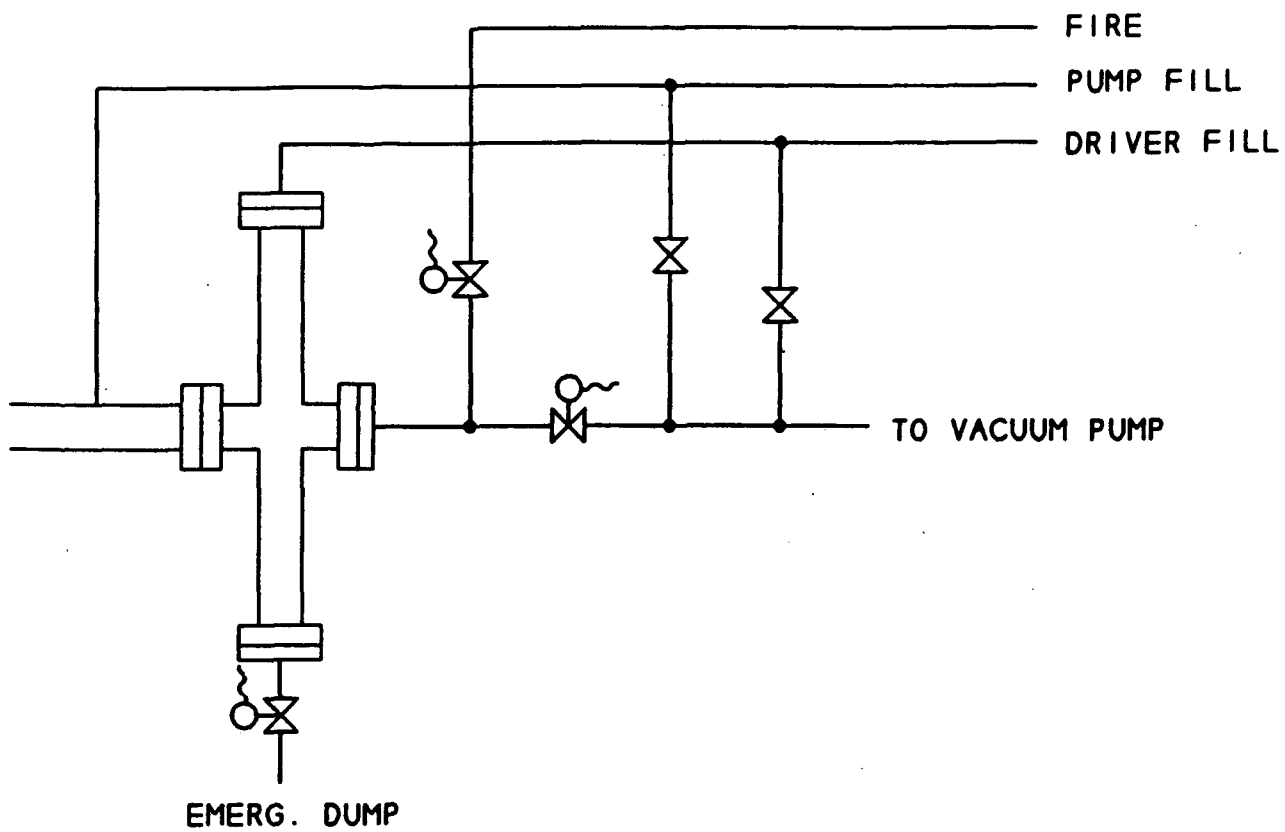 FIRE
PUMP FILL
DRIVER FILL
TO VACUUM PUMP
EMERG. DUMP